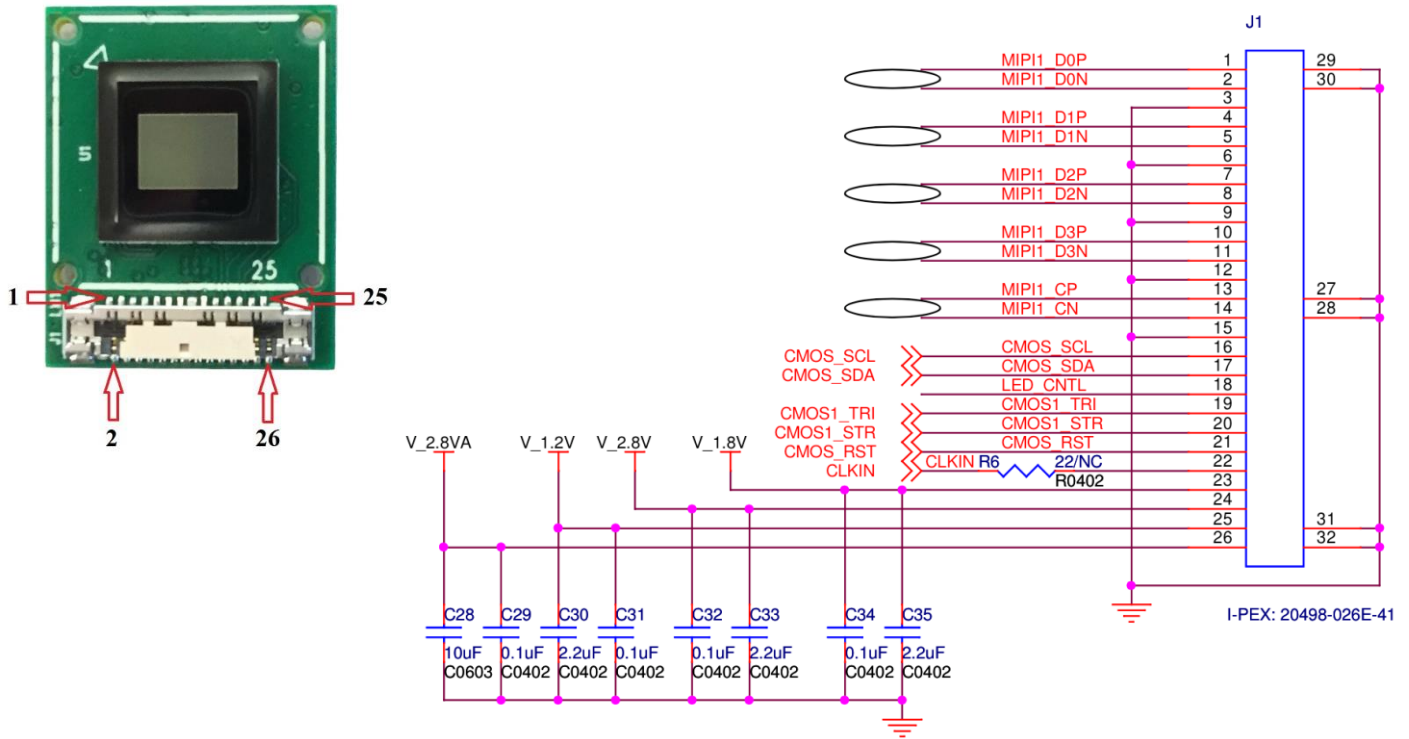 5
1
25
J1
1
25
2
26
J1
MIPI1_D0P 1 29
MIPI1_D0N 2 30
3
MIPI1_D1P 4
MIPI1_D1N 5
6
MIPI1_D2P 7
MIPI1_D2N 8
9
MIPI1_D3P 10
MIPI1_D3N 11
12
MIPI1_CP 13 27
MIPI1_CN 14 28
15
CMOS_SCL CMOS_SCL 16
CMOS_SDA CMOS_SDA 17
LED_CNTL 18
CMOS1_TRI CMOS1_TRI 19
CMOS1_STR CMOS1_STR 20
CMOS_RST CMOS_RST 21
CLKIN CLKIN R6 22/NC 22
R0402
23
24
25 31
26 32
V_2.8VA V_1.2V V_2.8V V_1.8V
C28 C29 C30 C31 C32 C33 C34 C35
10uF 0.1uF 2.2uF 0.1uF 0.1uF 2.2uF 0.1uF 2.2uF
C0603 C0402 C0402 C0402 C0402 C0402 C0402 C0402
I-PEX: 20498-026E-41